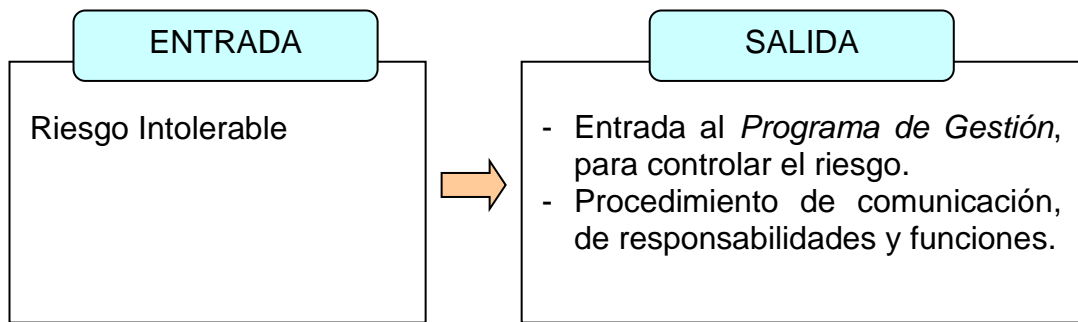 ENTRADA
Riesgo Intolerable
SALIDA
- Entrada al Programa de Gestión,
para controlar el riesgo.
- Procedimiento de comunicación,
de responsabilidades y funciones.